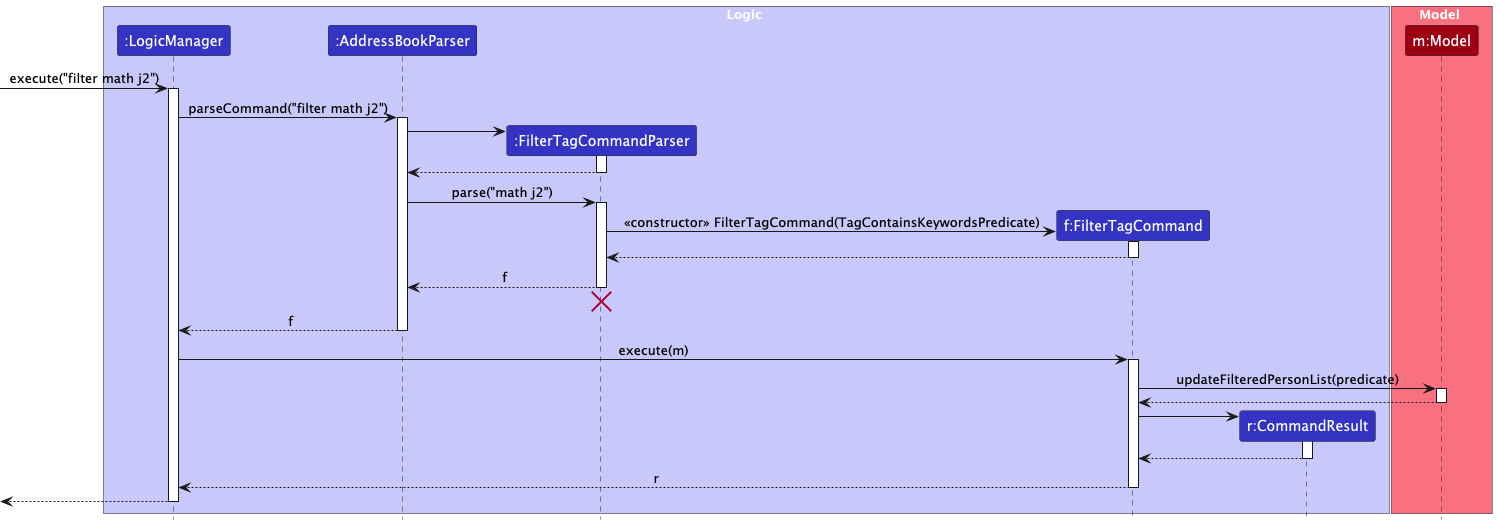 Logic
Model
:LogicManager
:AddressBookParser
m:Model
execute("filter math j2")
parseCommand("filter math j2")
:FilterTagCommandParser
parse("math j2")
«constructor» FilterTagCommand(TagContainsKeywordsPredicate)
f:FilterTagCommand
f
f
execute(m)
updateFilteredPersonList(predicate)
r:CommandResult
r